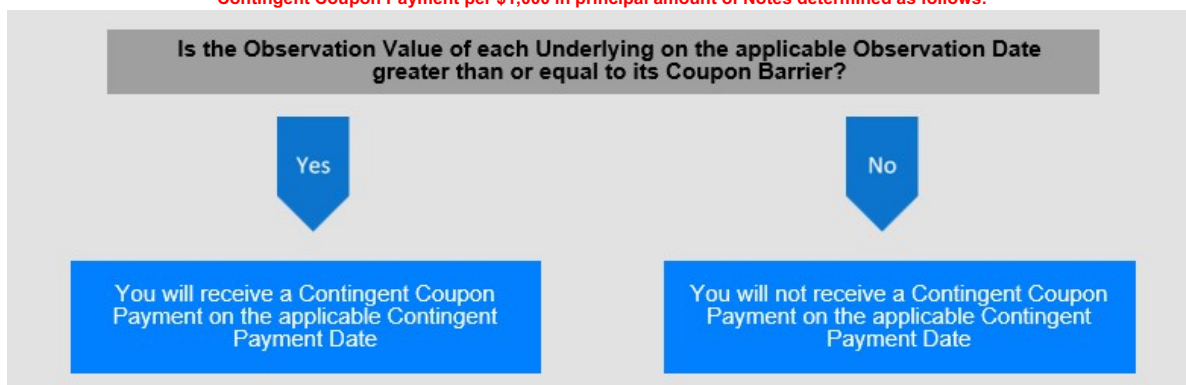 Contingent Coupon Payment per $1,000 in principal amount of Notes determined as follows:
Is the Observation Value of each Underlying on the applicable Observation Date
greater than or equal to its Coupon Barrier?
Yes
No
You will receive a Contingent Coupon
Payment on the applicable Contingent
Payment Date
You will not receive a Contingent Coupon
Payment on the applicable Contingent
Payment Date